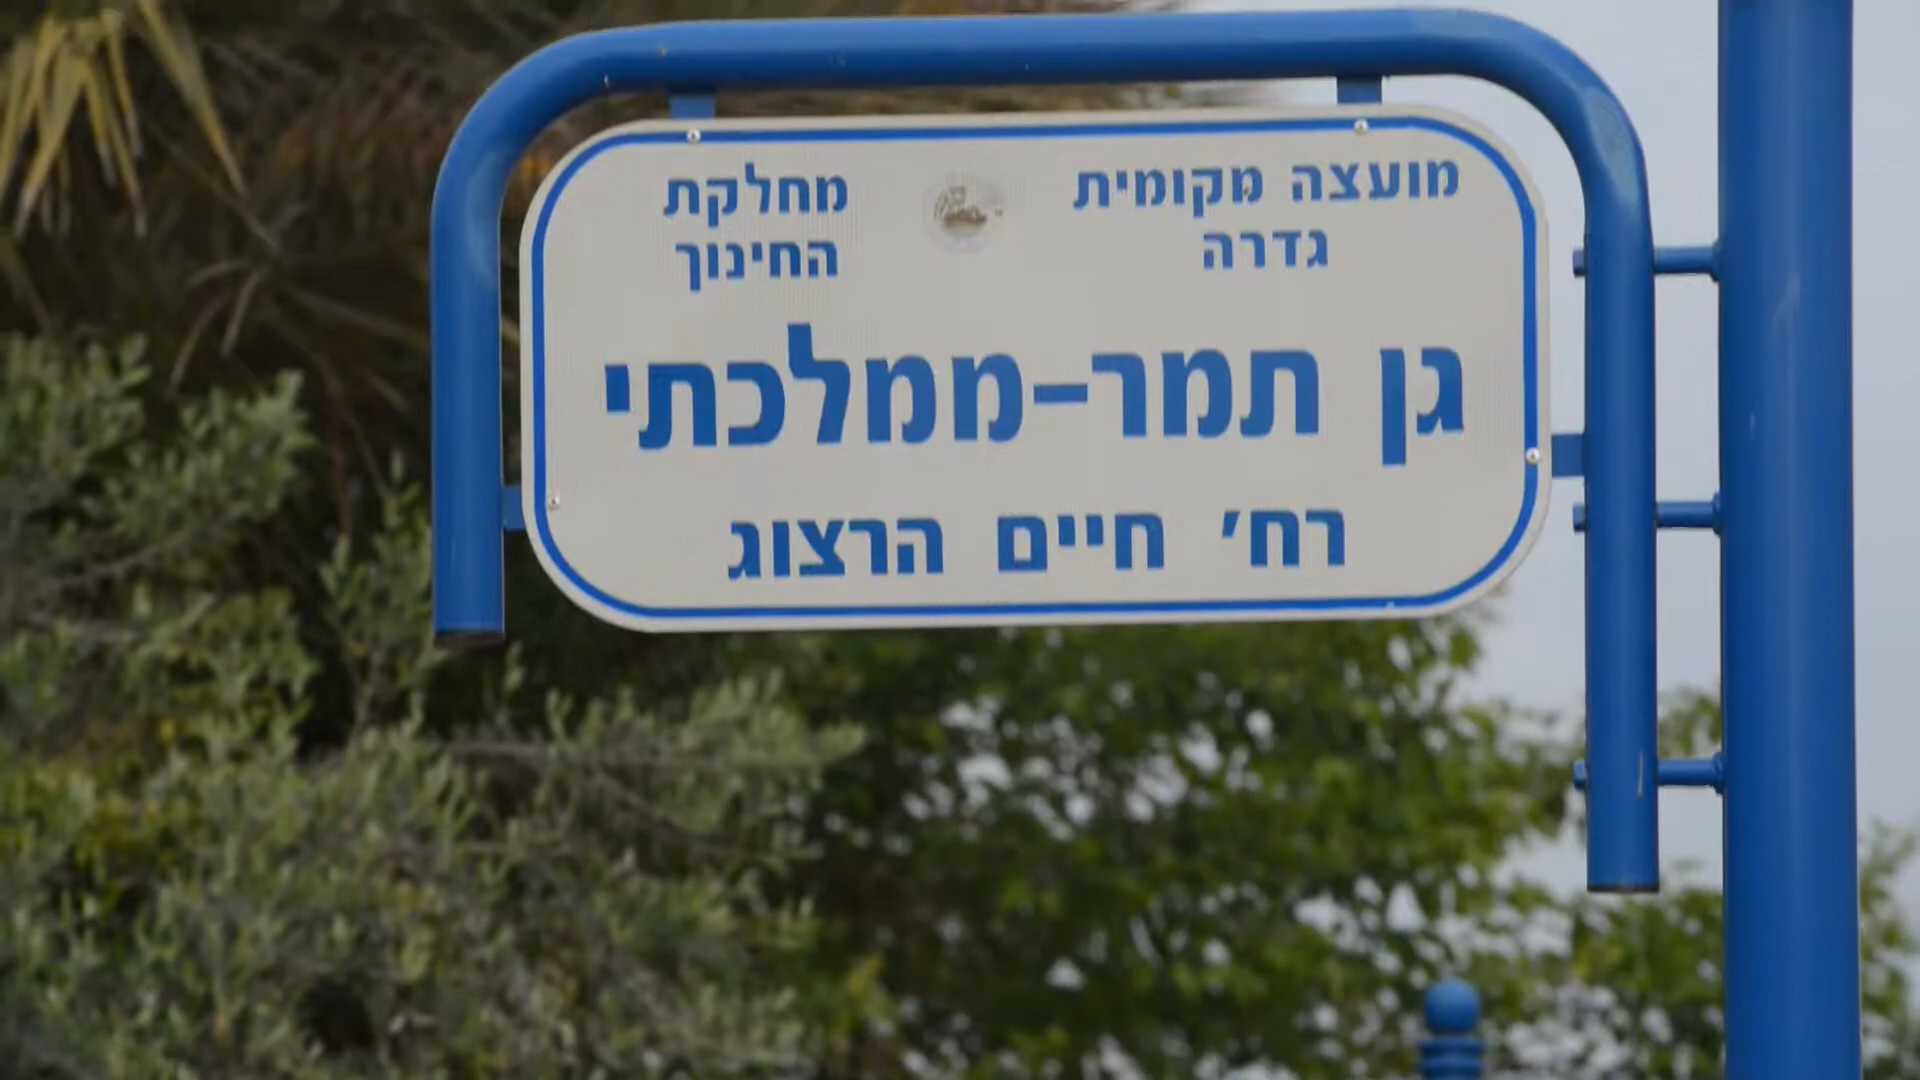 מועצה מקומית
גדרה
מחלקת
החינוך
גן תמר-ממלכתי
רח' חיים הרצוג